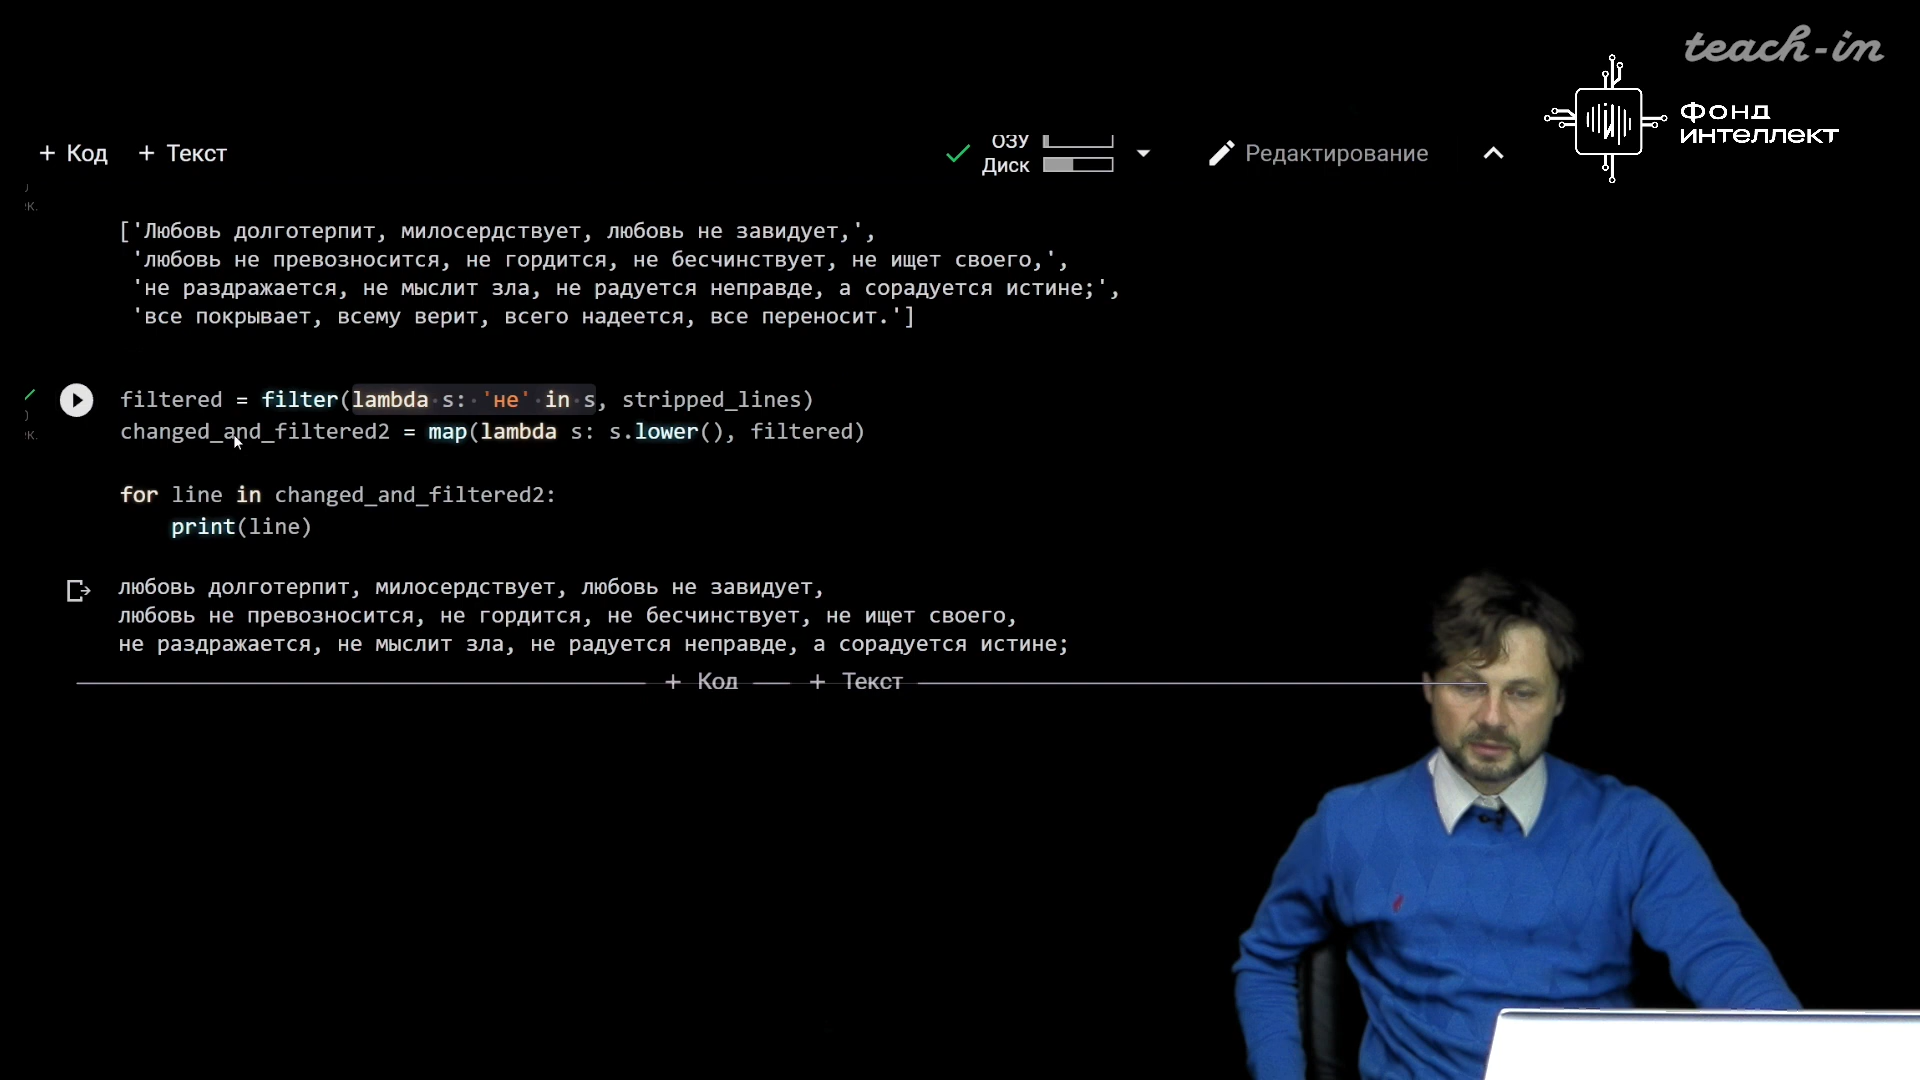 teach-in
Фонд
интеллект
+ Код + Текст
ОЗУ
Диск
Редактирование
['Любовь долготерпит, милосердствует, любовь не завидует,',
'любовь не превозносится, не гордится, не бесчинствует, не ищет своего,',
'не раздражается, не мыслит зла, не радуется неправде, а сорадуется истине;',
'все покрывает, всему верит, всего надеется, все переносит.']
filtered = filter(lambda s: 'не' in s, stripped_lines)
changed_and_filtered2 = map(lambda s: s.lower(), filtered)
for line in changed_and_filtered2:
print(line)
любовь долготерпит, милосердствует, любовь не завидует,
любовь не превозносится, не гордится, не бесчинствует, не ищет своего,
не раздражается, не мыслит зла, не радуется неправде, а сорадуется истине;
+ Код + Текст